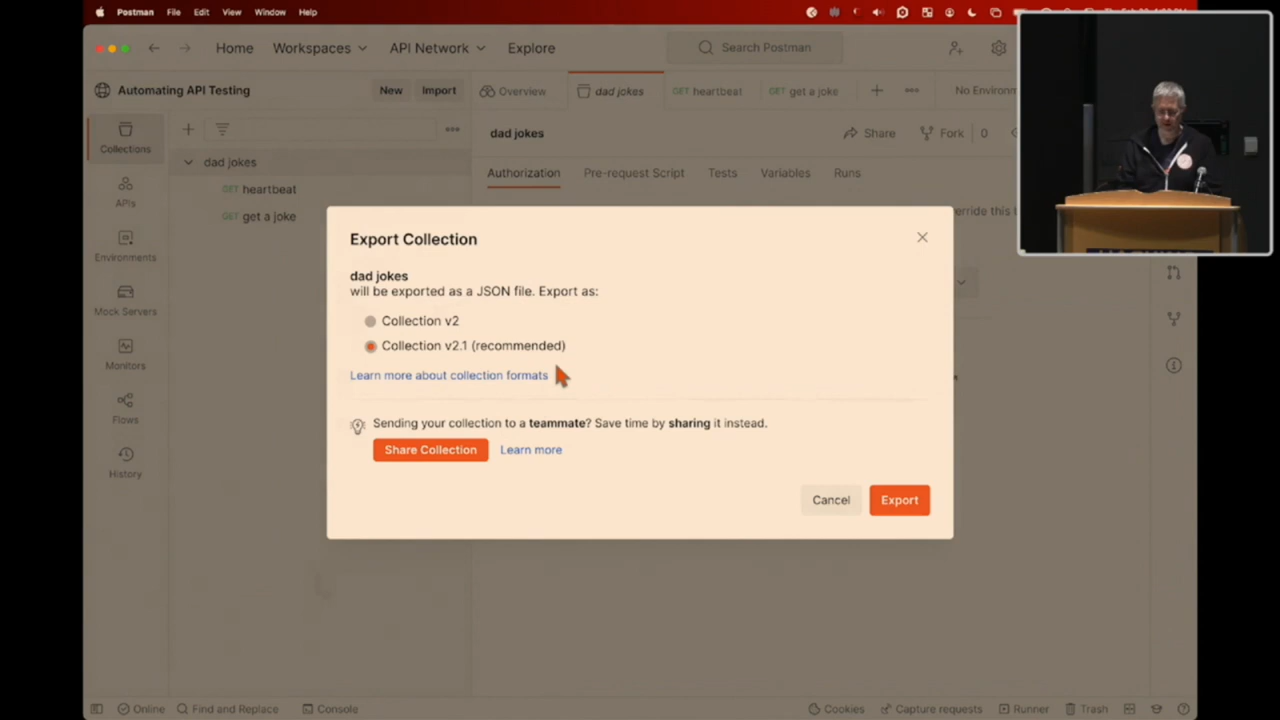 Postman File Edit View Window Help
Home Workspaces API Network Explore Search Postman
Automating API Testing New Import Overview dad jokes GET heartbeat GET get a joke No Environm
Collections
APIs
Environments
Mock Servers
Monitors
Flows
History
dad jokes
GET heartbeat
GET get a joke
dad jokes Share Fork 0
Authorization Pre-request Script Tests Variables Runs
erride this
Export Collection
dad jokes
will be exported as a JSON file. Export as:
Collection v2
Collection v2.1 (recommended)
Learn more about collection formats
Sending your collection to a teammate? Save time by sharing it instead.
Share Collection Learn more
Cancel Export
Online Find and Replace Console Cookies Capture requests Runner Trash